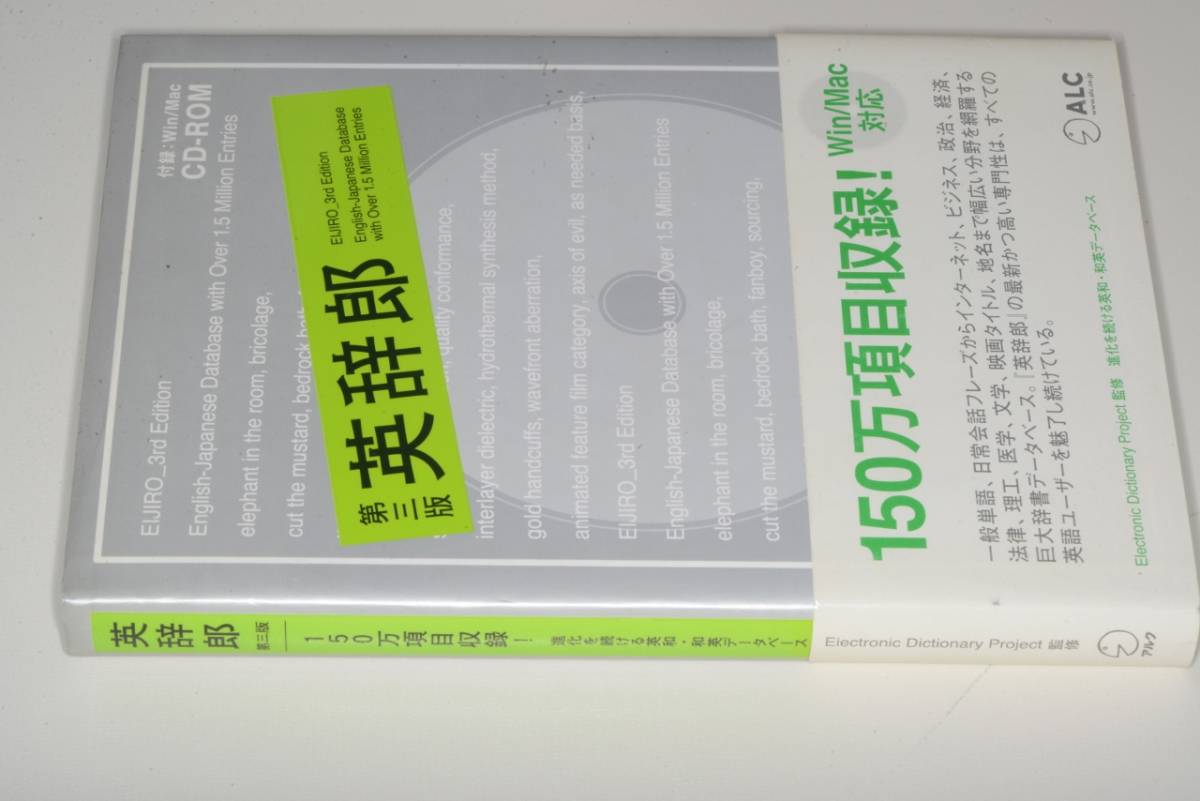 付録：Win/Mac
CD-ROM
EIJIRO_3rd Edition
English-Japanese Database with Over 1.5 Million Entries
elephant in the room, bricolage,
cut the mustard, bedrock bath,
第三版
英辞郎
EIJIRO_3rd Edition
English-Japanese Database
with Over 1.5 Million Entries
quality conformance,
interlayer dielectric, hydrothermal synthesis method,
gold handcuffs, wavefront aberration,
animated feature film category, axis of evil, as needed basis,
EIJIRO_3rd Edition
English-Japanese Database with Over 1.5 Million Entries
elephant in the room, bricolage,
cut the mustard, bedrock bath, fanboy, sourcing,
150万項目収録！
Win/Mac
対応
一般単語、日常会話フレーズからインターネット、ビジネス、政治、経済、
法律、理工、医学、文学、映画タイトル、地名まで幅広い分野を網羅する
巨大辞書データベース。『英辞郎』の最新かつ高い専門性は、すべての
英語ユーザーを魅了し続けている。
Electronic Dictionary Project 監修 進化を続ける英和・和英データベース
ALC
www.alc.co.jp
英辞郎 第三版
150万項目収録！ 進化を続ける英和・和英データベース
Electronic Dictionary Project 監修
アルク